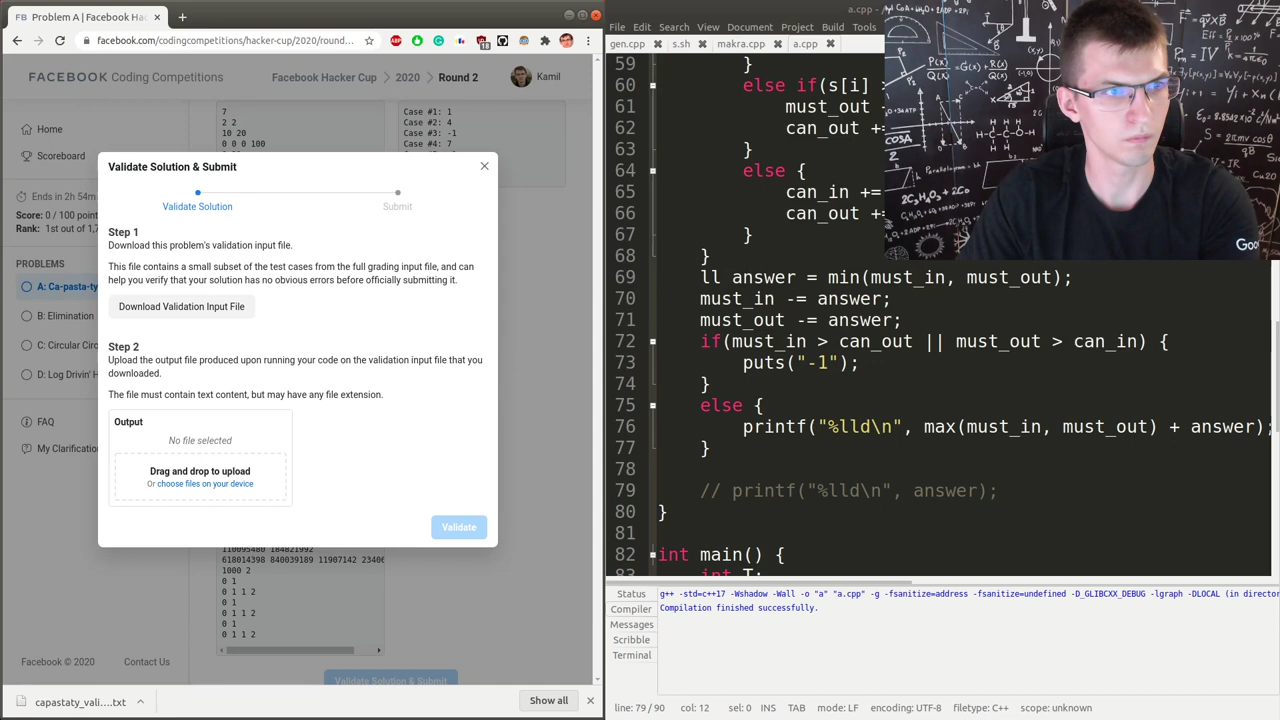 FB Problem A | Facebook Hac
facebook.com/codingcompetitions/hacker-cup/2020/round...
18
FACEBOOK Coding Competitions
Facebook Hacker Cup
2020
Round 2
Kamil
Home
Scoreboard
Ends in 2h 54m
Score: 0 / 100 point
Rank: 1st out of 1,7
PROBLEMS
A: Ca-pasta-ty
B: Elimination
C: Circular Circ
D: Log Drivin' H
FAQ
My Clarification
Facebook © 2020
Contact Us
7
2 2
10 20
0 0 0 100
Case #1: 1
Case #2: 4
Case #3: -1
Case #4: 7
Validate Solution & Submit
Validate Solution
Submit
Step 1
Download this problem's validation input file.
This file contains a small subset of the test cases from the full grading input file, and can
help you verify that your solution has no obvious errors before officially submitting it.
Download Validation Input File
Step 2
Upload the output file produced upon running your code on the validation input file that you
downloaded.
The file must contain text content, but may have any file extension.
Output
No file selected
Drag and drop to upload
Or choose files on your device
Validate
110095480 184821992
618014398 840039189 11907142 23406
1000 2
0 1
0 1 1 2
0 1
0 1 1 2
0 1
0 1 1 2
Validate Solution & Submit
capastaty_vali....txt
Show all
a.cpp -
File Edit Search View Document Project Build Tools
gen.cpp s.sh makra.cpp a.cpp
59 }
60 else if(s[i] >
61 must_out
62 can_out +
63 }
64 else {
65 can_in +=
66 can_out +
67 }
68 }
69 ll answer = min(must_in, must_out);
70 must_in -= answer;
71 must_out -= answer;
72 if(must_in > can_out || must_out > can_in) {
73 puts("-1");
74 }
75 else {
76 printf("%lld\n", max(must_in, must_out) + answer);
77 }
78
79 // printf("%lld\n", answer);
80 }
81
82 int main() {
83 int T;
Status
Compiler
Messages
Scribble
Terminal
g++ -std=c++17 -Wshadow -Wall -o "a" "a.cpp" -g -fsanitize=address -fsanitize=undefined -D_GLIBCXX_DEBUG -lgraph -DLOCAL (in director
Compilation finished successfully.
line: 79 / 90 col: 12 sel: 0 INS TAB mode: LF encoding: UTF-8 filetype: C++ scope: unknown
Goo